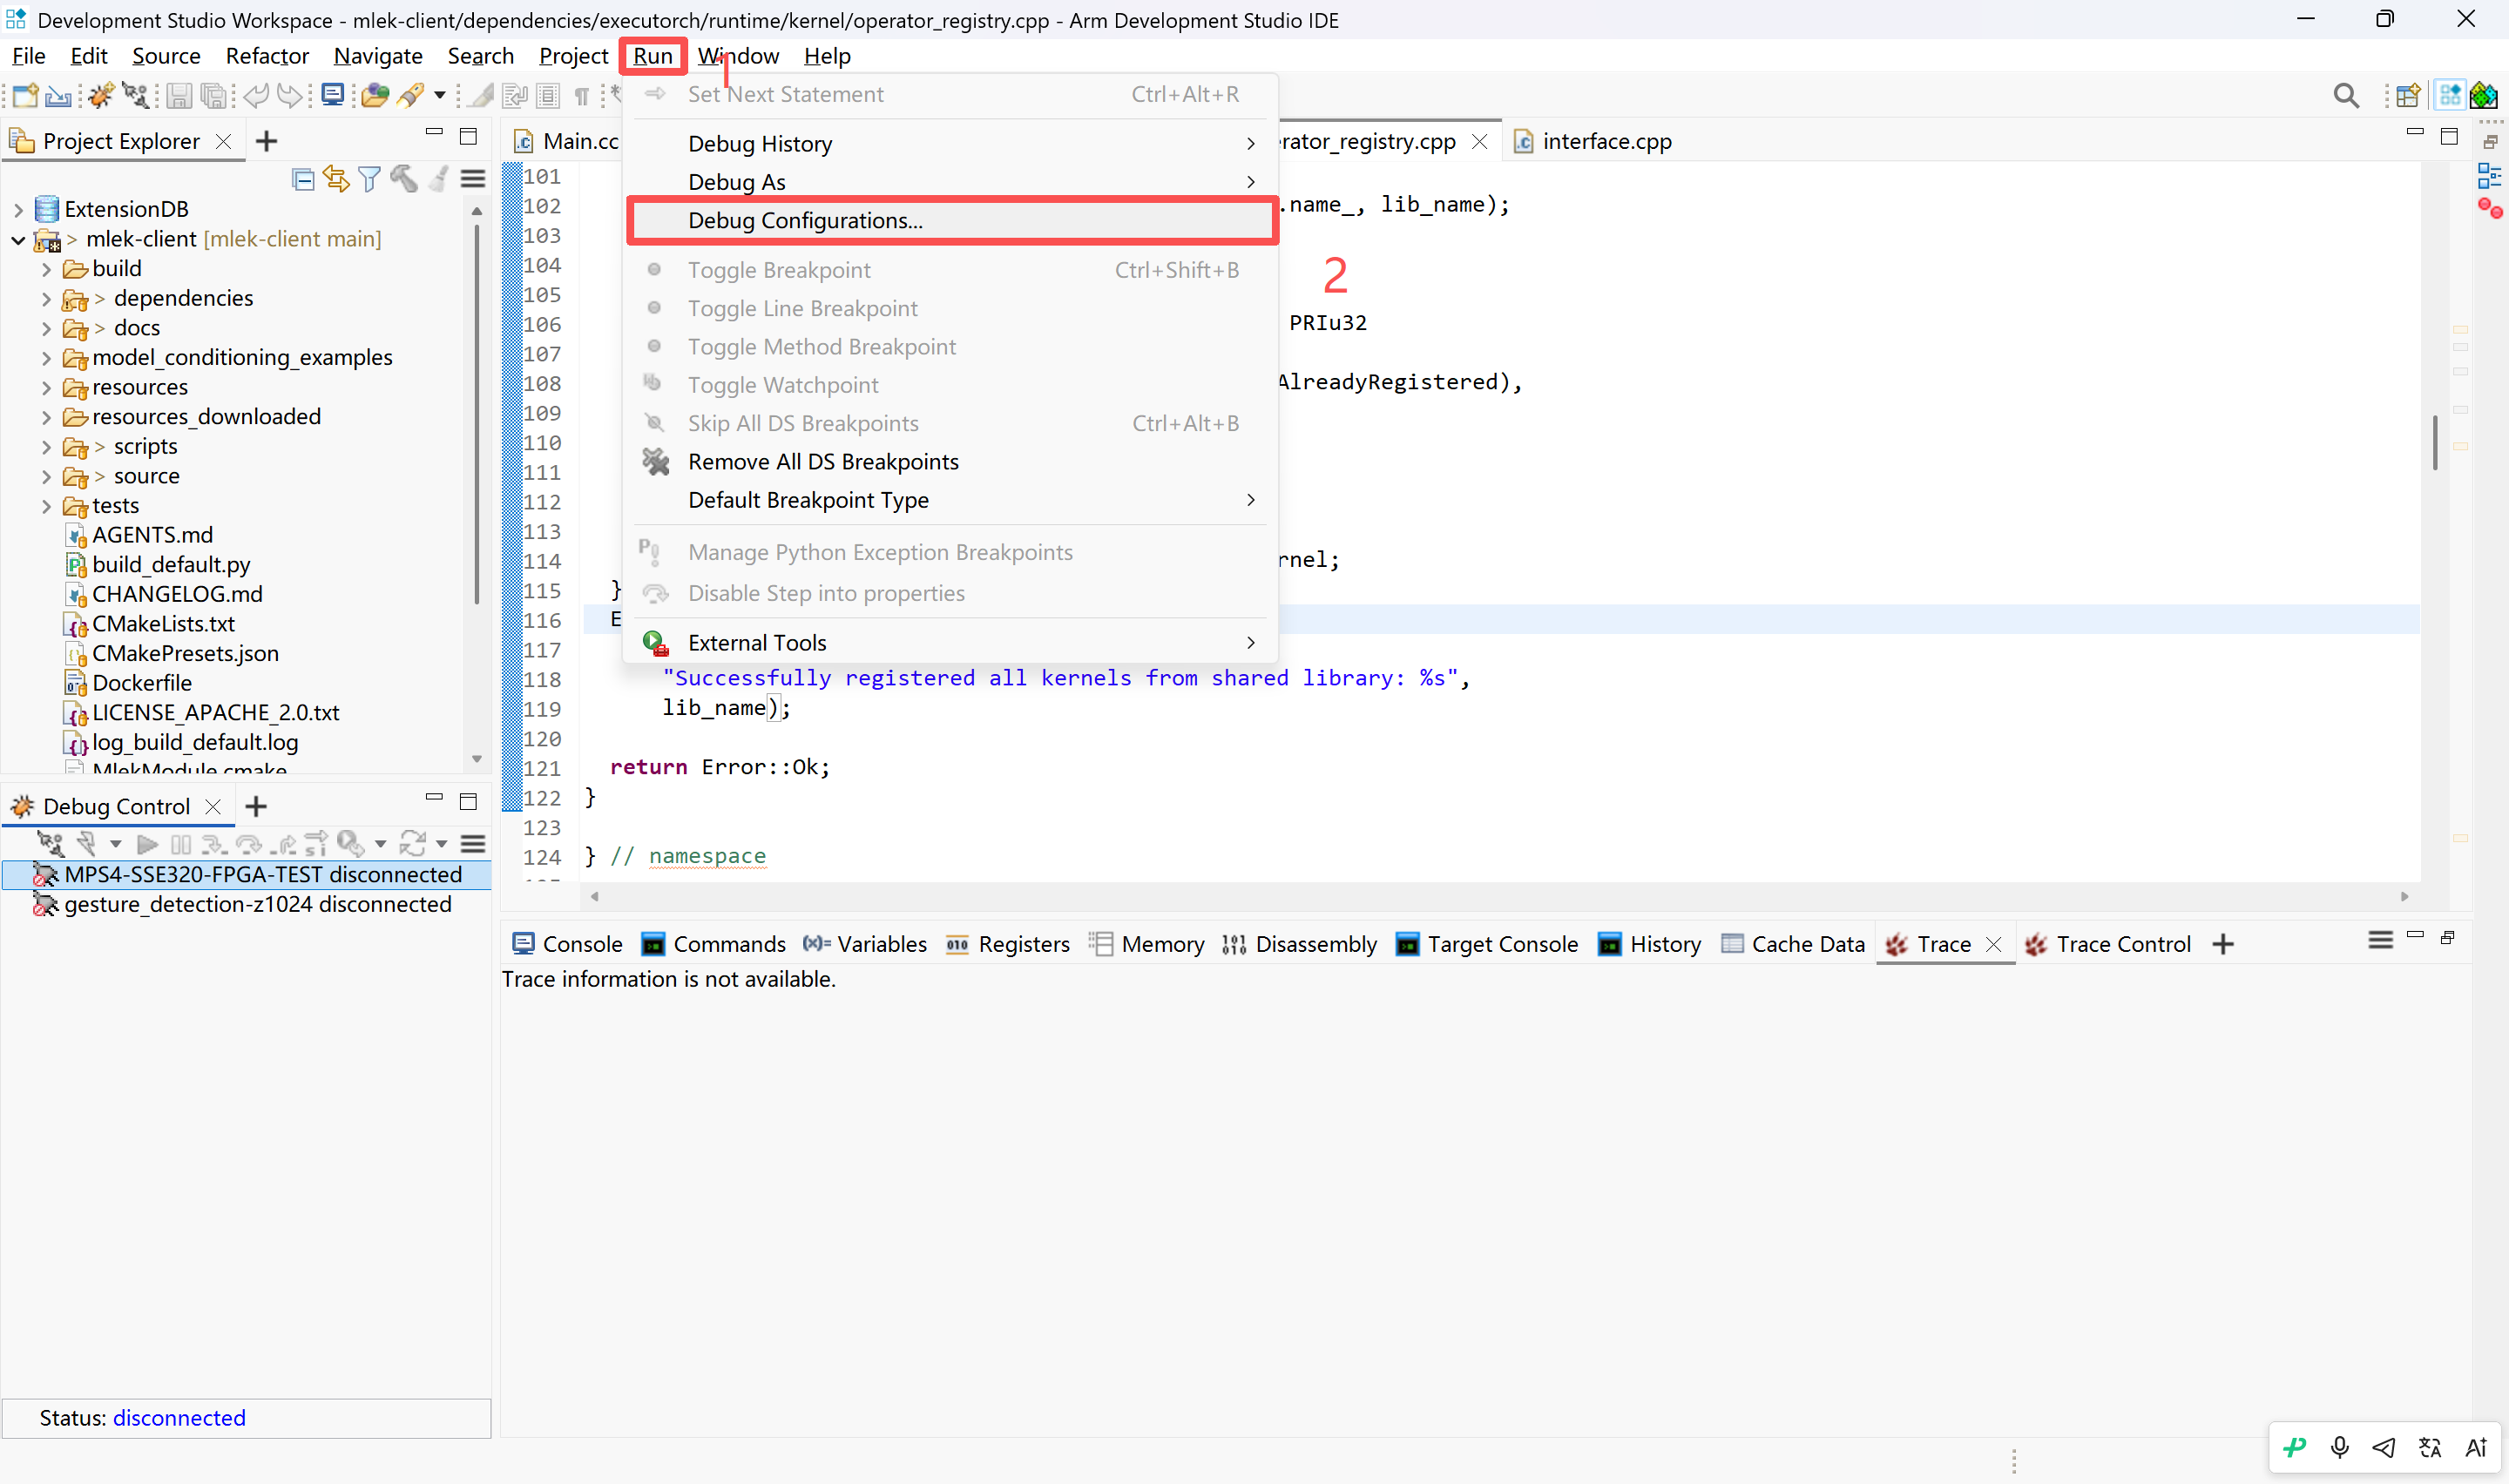 Development Studio Workspace - mlek-client/dependencies/executorch/runtime/kernel/operator_registry.cpp - Arm Development Studio IDE
File Edit Source Refactor Navigate Search Project Run Window Help
1
Project Explorer
ExtensionDB
> mlek-client [mlek-client main]
build
> dependencies
> docs
model_conditioning_examples
resources
resources_downloaded
> scripts
> source
tests
AGENTS.md
build_default.py
CHANGELOG.md
CMakeLists.txt
CMakePresets.json
Dockerfile
LICENSE_APACHE_2.0.txt
log_build_default.log
MlekModule.cmake
Debug Control
MPS4-SSE320-FPGA-TEST disconnected
gesture_detection-z1024 disconnected
Status: disconnected
Set Next Statement Ctrl+Alt+R
Debug History
Debug As
Debug Configurations...
2
Toggle Breakpoint Ctrl+Shift+B
Toggle Line Breakpoint
Toggle Method Breakpoint
Toggle Watchpoint
Skip All DS Breakpoints Ctrl+Alt+B
Remove All DS Breakpoints
Default Breakpoint Type
Manage Python Exception Breakpoints
Disable Step into properties
External Tools
Main.cc rator_registry.cpp interface.cpp
101
102 .name_, lib_name);
103
104
105
106 PRIu32
107
108 AlreadyRegistered),
109
110
111
112
113
114 rnel;
115 }
116 E
117
118 "Successfully registered all kernels from shared library: %s",
119 lib_name);
120
121 return Error::Ok;
122 }
123
124 } // namespace
Console Commands Variables Registers Memory Disassembly Target Console History Cache Data Trace Trace Control
Trace information is not available.